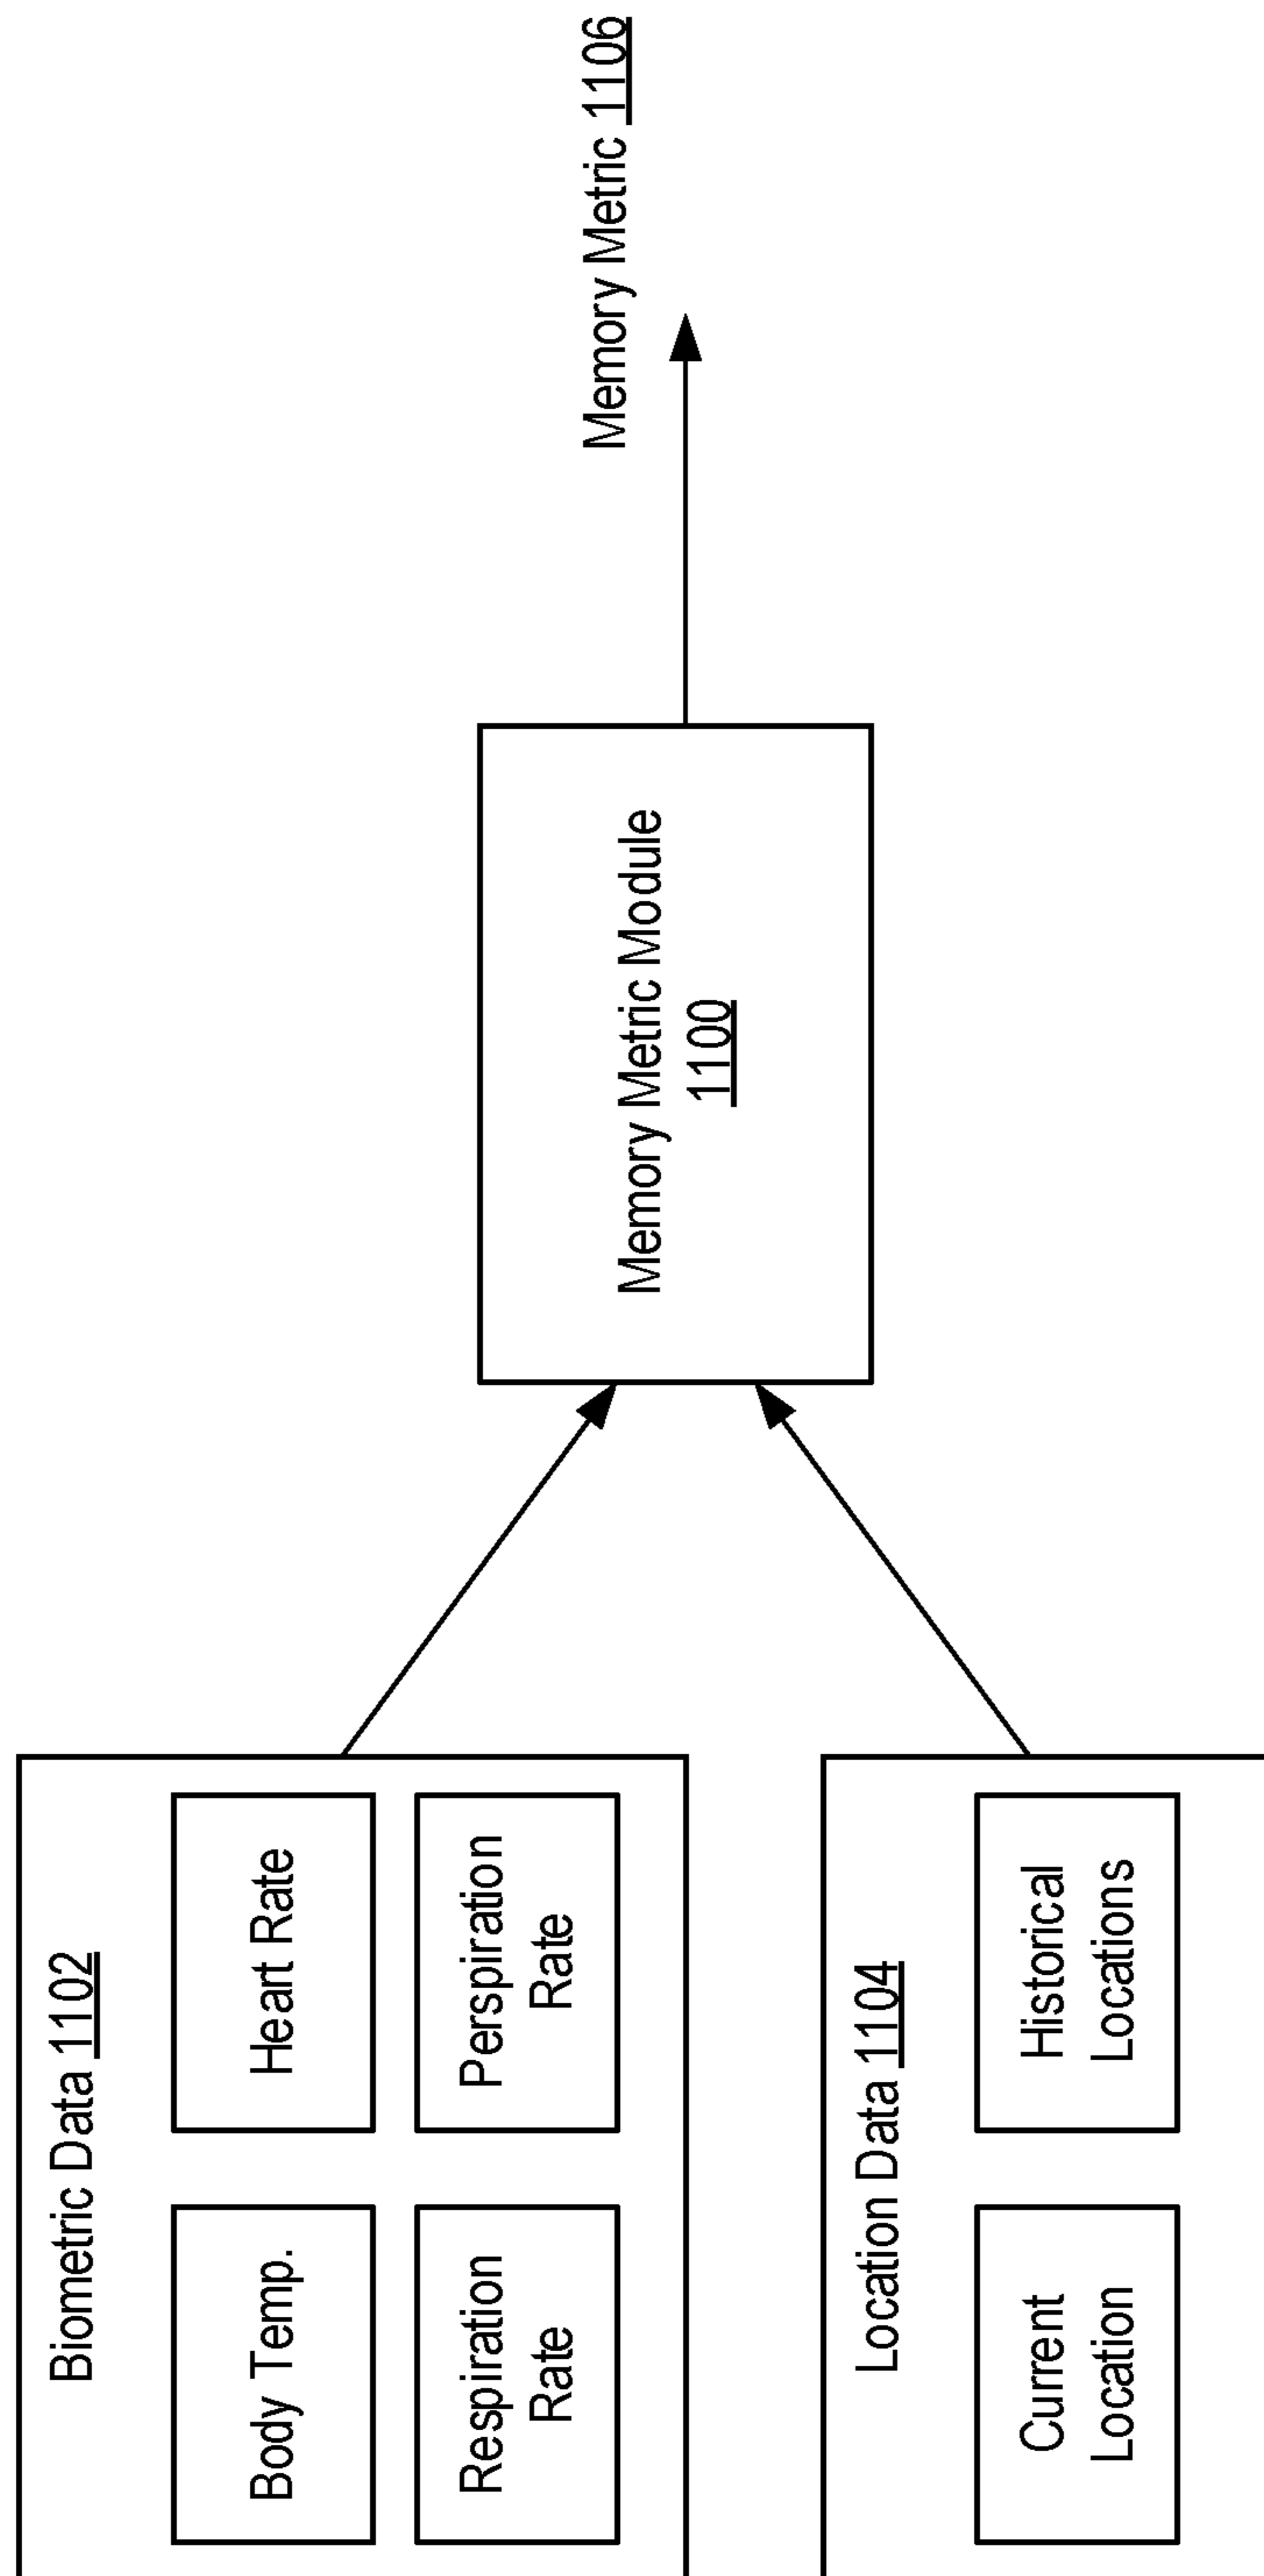 Biometric Data 1102
Body Temp.
Heart Rate
Respiration
Rate
Perspiration
Rate
Location Data 1104
Current
Location
Historical
Locations
Memory Metric Module
1100
Memory Metric 1106